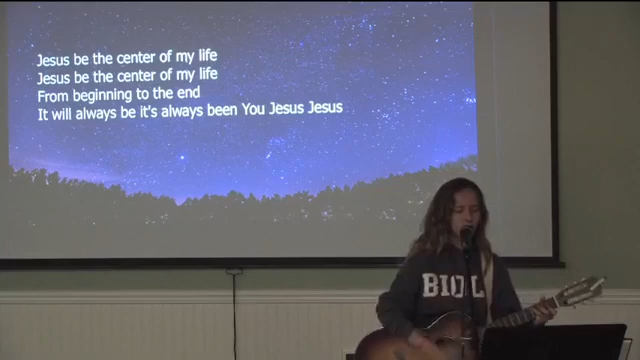 Jesus be the center of my life
Jesus be the center of my life
From beginning to the end
It will always be it's always been You Jesus Jesus